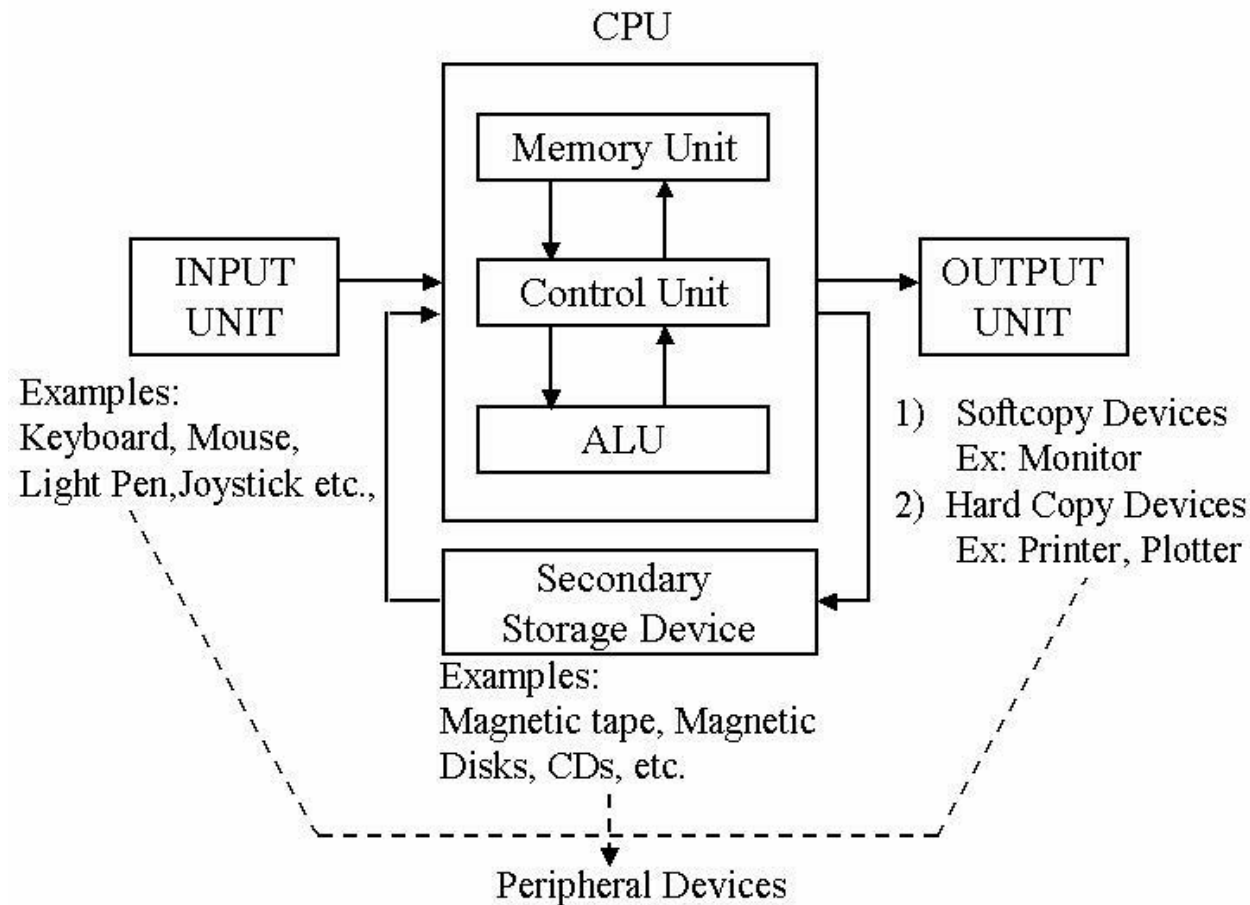 CPU
Memory Unit
Control Unit
ALU
INPUT
UNIT
Examples:
Keyboard, Mouse,
Light Pen,Joystick etc.,
OUTPUT
UNIT
1) Softcopy Devices
Ex: Monitor
2) Hard Copy Devices
Ex: Printer, Plotter
Secondary
Storage Device
Examples:
Magnetic tape, Magnetic
Disks, CDs, etc.
Peripheral Devices